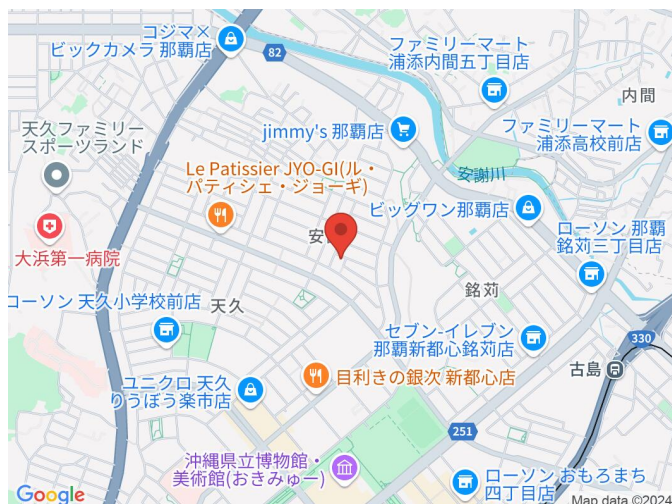 コジマ×
ビックカメラ 那覇店
82
ファミリーマート
浦添内間五丁目店
内間
天久ファミリー
スポーツランド
jimmy's 那覇店
ファミリーマート
浦添高校前店
Le Patissier JYO-GI(ル・
パティシェ・ジョーギ)
安謝川
ビッグワン那覇店
大浜第一病院
安
ローソン 那覇
銘苅三丁目店
銘苅
ローソン 天久小学校前店
天久
セブン-イレブン
那覇新都心銘苅店
330
古島
ユニクロ 天久
りうぼう楽市店
目利きの銀次 新都心店
251
沖縄県立博物館・
美術館(おきみゅー)
ローソン おもろまち
四丁目店
Google
Map data ©2024